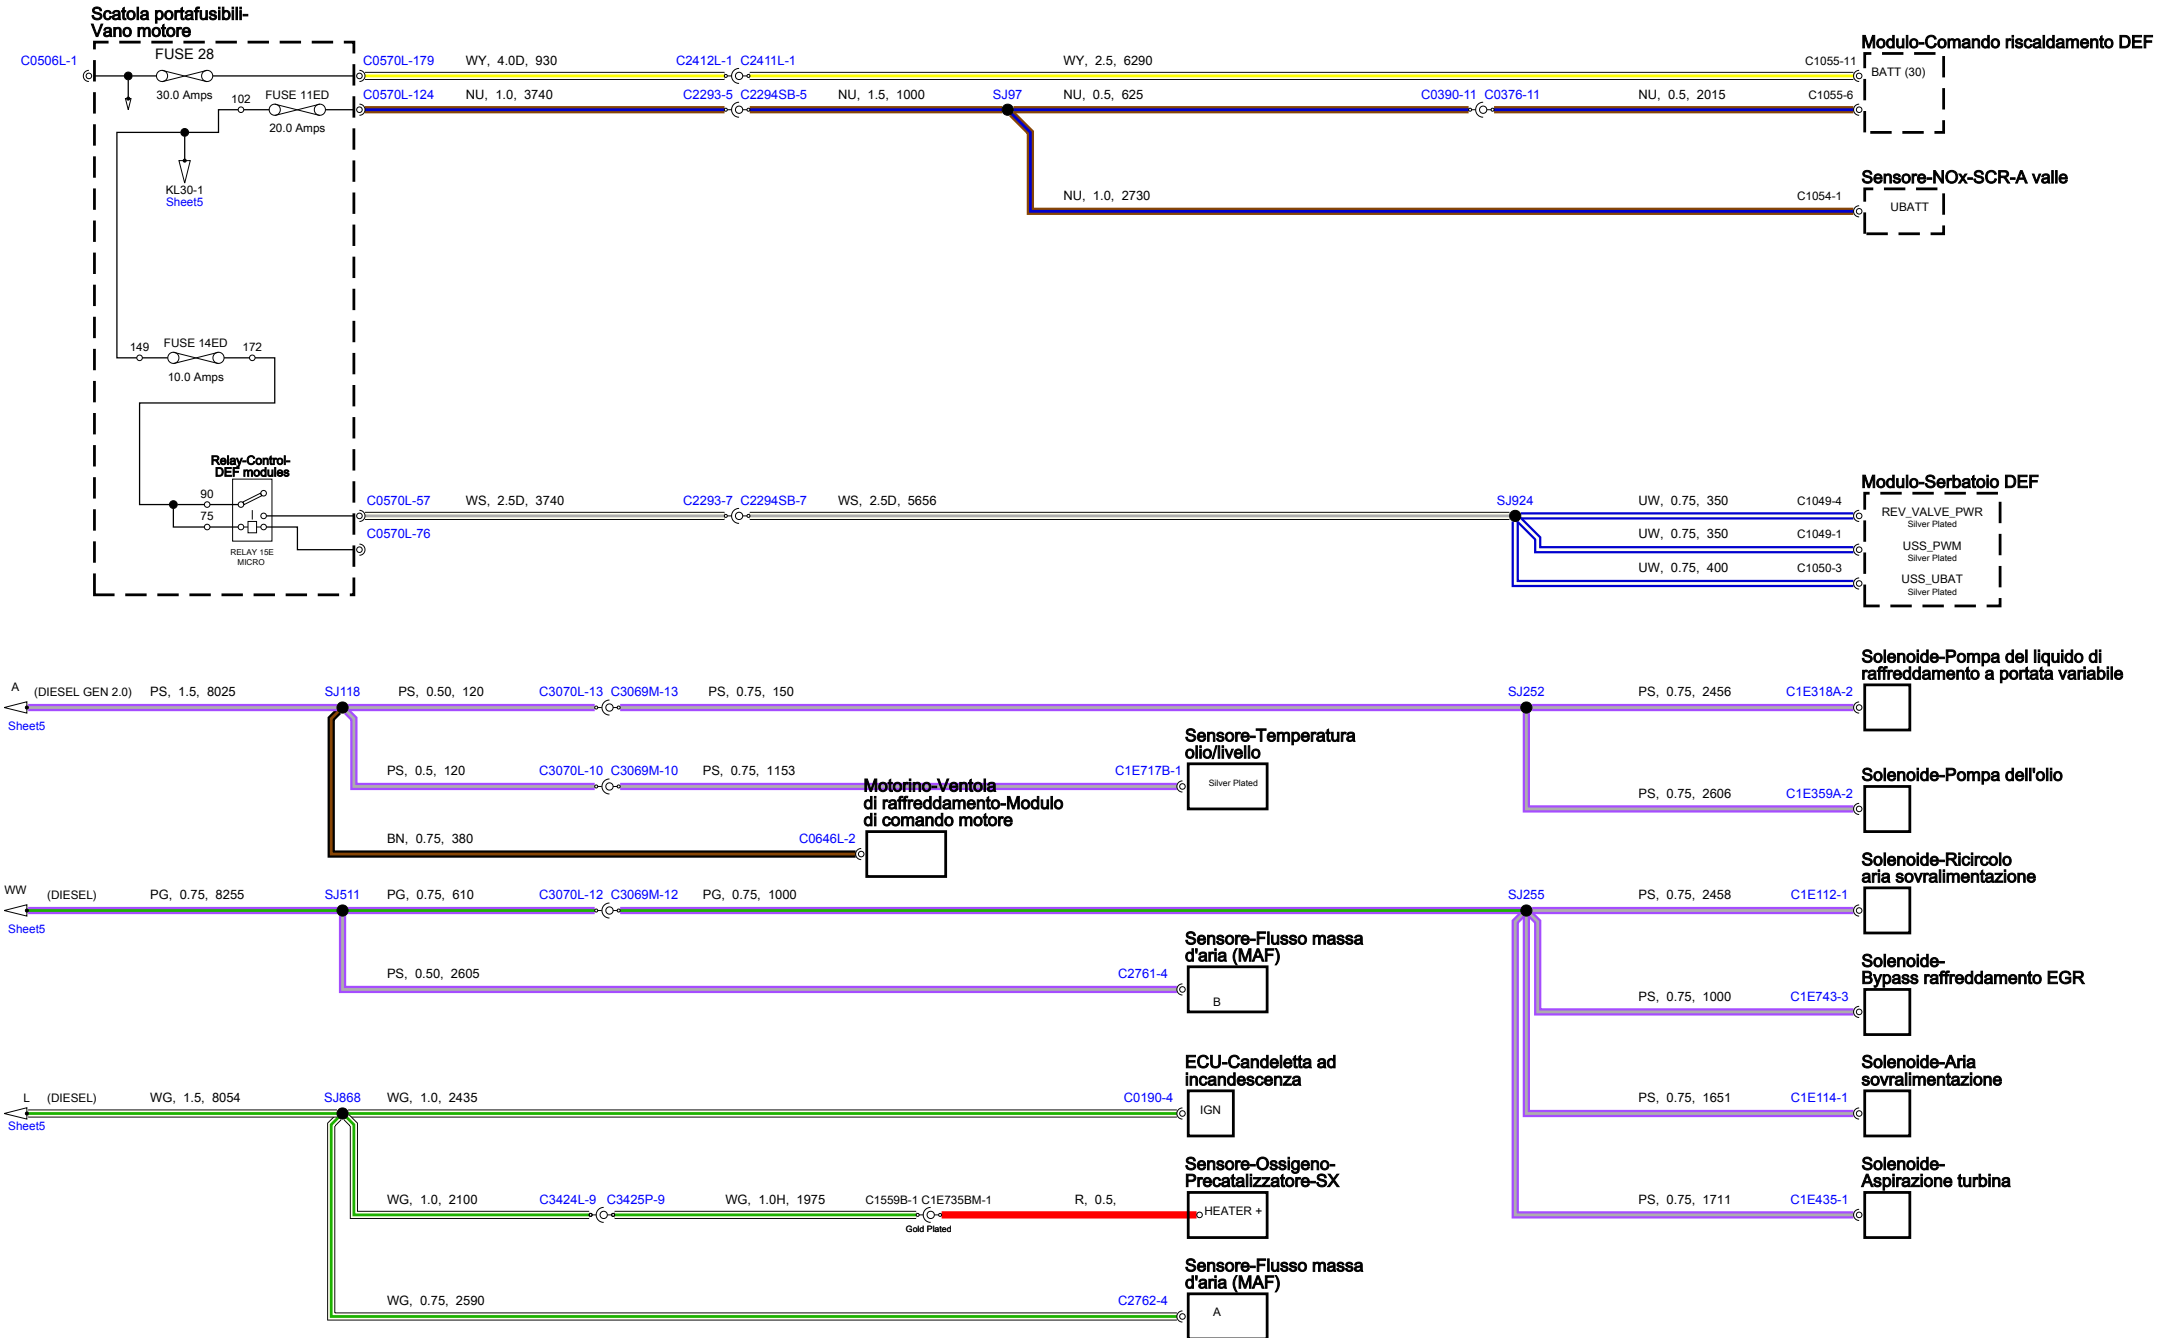 Scatola portafusibili-
Vano motore
C0506L-1
FUSE 28
30.0 Amps
C0570L-179
WY, 4.0D, 930
C2412L-1
C2411L-1
WY, 2.5, 6290
C1055-11
Modulo-Comando riscaldamento DEF
BATT (30)
102
FUSE 11ED
20.0 Amps
C0570L-124
NU, 1.0, 3740
C2293-5
C2294SB-5
NU, 1.5, 1000
SJ97
NU, 0.5, 625
C0390-11
C0376-11
NU, 0.5, 2015
C1055-6
KL30-1
Sheet5
NU, 1.0, 2730
C1054-1
Sensore-NOx-SCR-A valle
UBATT
149
FUSE 14ED
172
10.0 Amps
Relay-Control-
DEF modules
90
75
RELAY 15E
MICRO
C0570L-57
WS, 2.5D, 3740
C2293-7
C2294SB-7
WS, 2.5D, 5656
SJ924
UW, 0.75, 350
C1049-4
Modulo-Serbatoio DEF
REV_VALVE_PWR
Silver Plated
C0570L-76
UW, 0.75, 350
C1049-1
USS_PWM
Silver Plated
UW, 0.75, 400
C1050-3
USS_UBAT
Silver Plated
A
(DIESEL GEN 2.0)
PS, 1.5, 8025
Sheet5
SJ118
PS, 0.50, 120
C3070L-13
C3069M-13
PS, 0.75, 150
SJ252
PS, 0.75, 2456
C1E318A-2
Solenoide-Pompa del liquido di
raffreddamento a portata variabile
PS, 0.5, 120
C3070L-10
C3069M-10
PS, 0.75, 1153
C1E717B-1
Sensore-Temperatura
olio/livello
Silver Plated
PS, 0.75, 2606
C1E359A-2
Solenoide-Pompa dell'olio
BN, 0.75, 380
C0646L-2
Motorino-Ventola
di raffreddamento-Modulo
di comando motore
WW
(DIESEL)
PG, 0.75, 8255
Sheet5
SJ511
PG, 0.75, 610
C3070L-12
C3069M-12
PG, 0.75, 1000
SJ255
PS, 0.75, 2458
C1E112-1
Solenoide-Ricircolo
aria sovralimentazione
PS, 0.50, 2605
C2761-4
Sensore-Flusso massa
d'aria (MAF)
B
PS, 0.75, 1000
C1E743-3
Solenoide-
Bypass raffreddamento EGR
L
(DIESEL)
WG, 1.5, 8054
Sheet5
SJ868
WG, 1.0, 2435
C0190-4
ECU-Candeletta ad
incandescenza
IGN
PS, 0.75, 1651
C1E114-1
Solenoide-Aria
sovralimentazione
WG, 1.0, 2100
C3424L-9
C3425P-9
WG, 1.0H, 1975
C1559B-1
C1E735BM-1
Gold Plated
R, 0.5,
Sensore-Ossigeno-
Precatalizzatore-SX
HEATER +
PS, 0.75, 1711
C1E435-1
Solenoide-
Aspirazione turbina
WG, 0.75, 2590
C2762-4
Sensore-Flusso massa
d'aria (MAF)
A